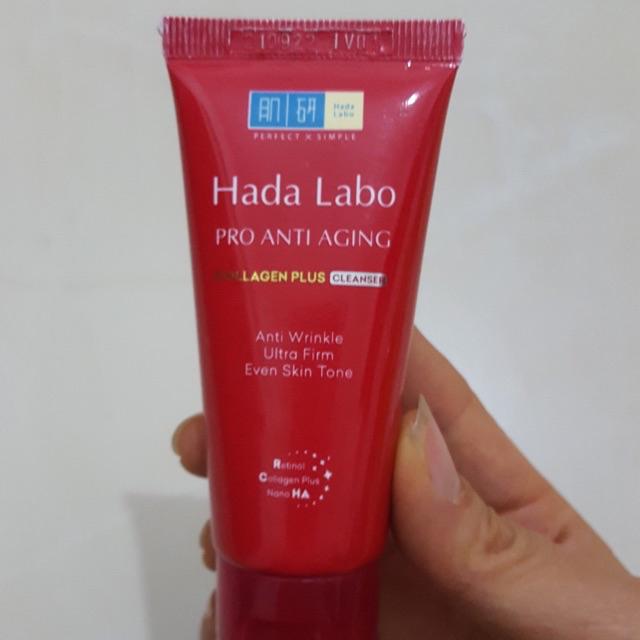 肌研 Hada
Labo
PERFECT × SIMPLE
Hada Labo
PRO ANTI AGING
COLLAGEN PLUS CLEANSER
Anti Wrinkle
Ultra Firm
Even Skin Tone
Retinol
Collagen Plus
Nano HA